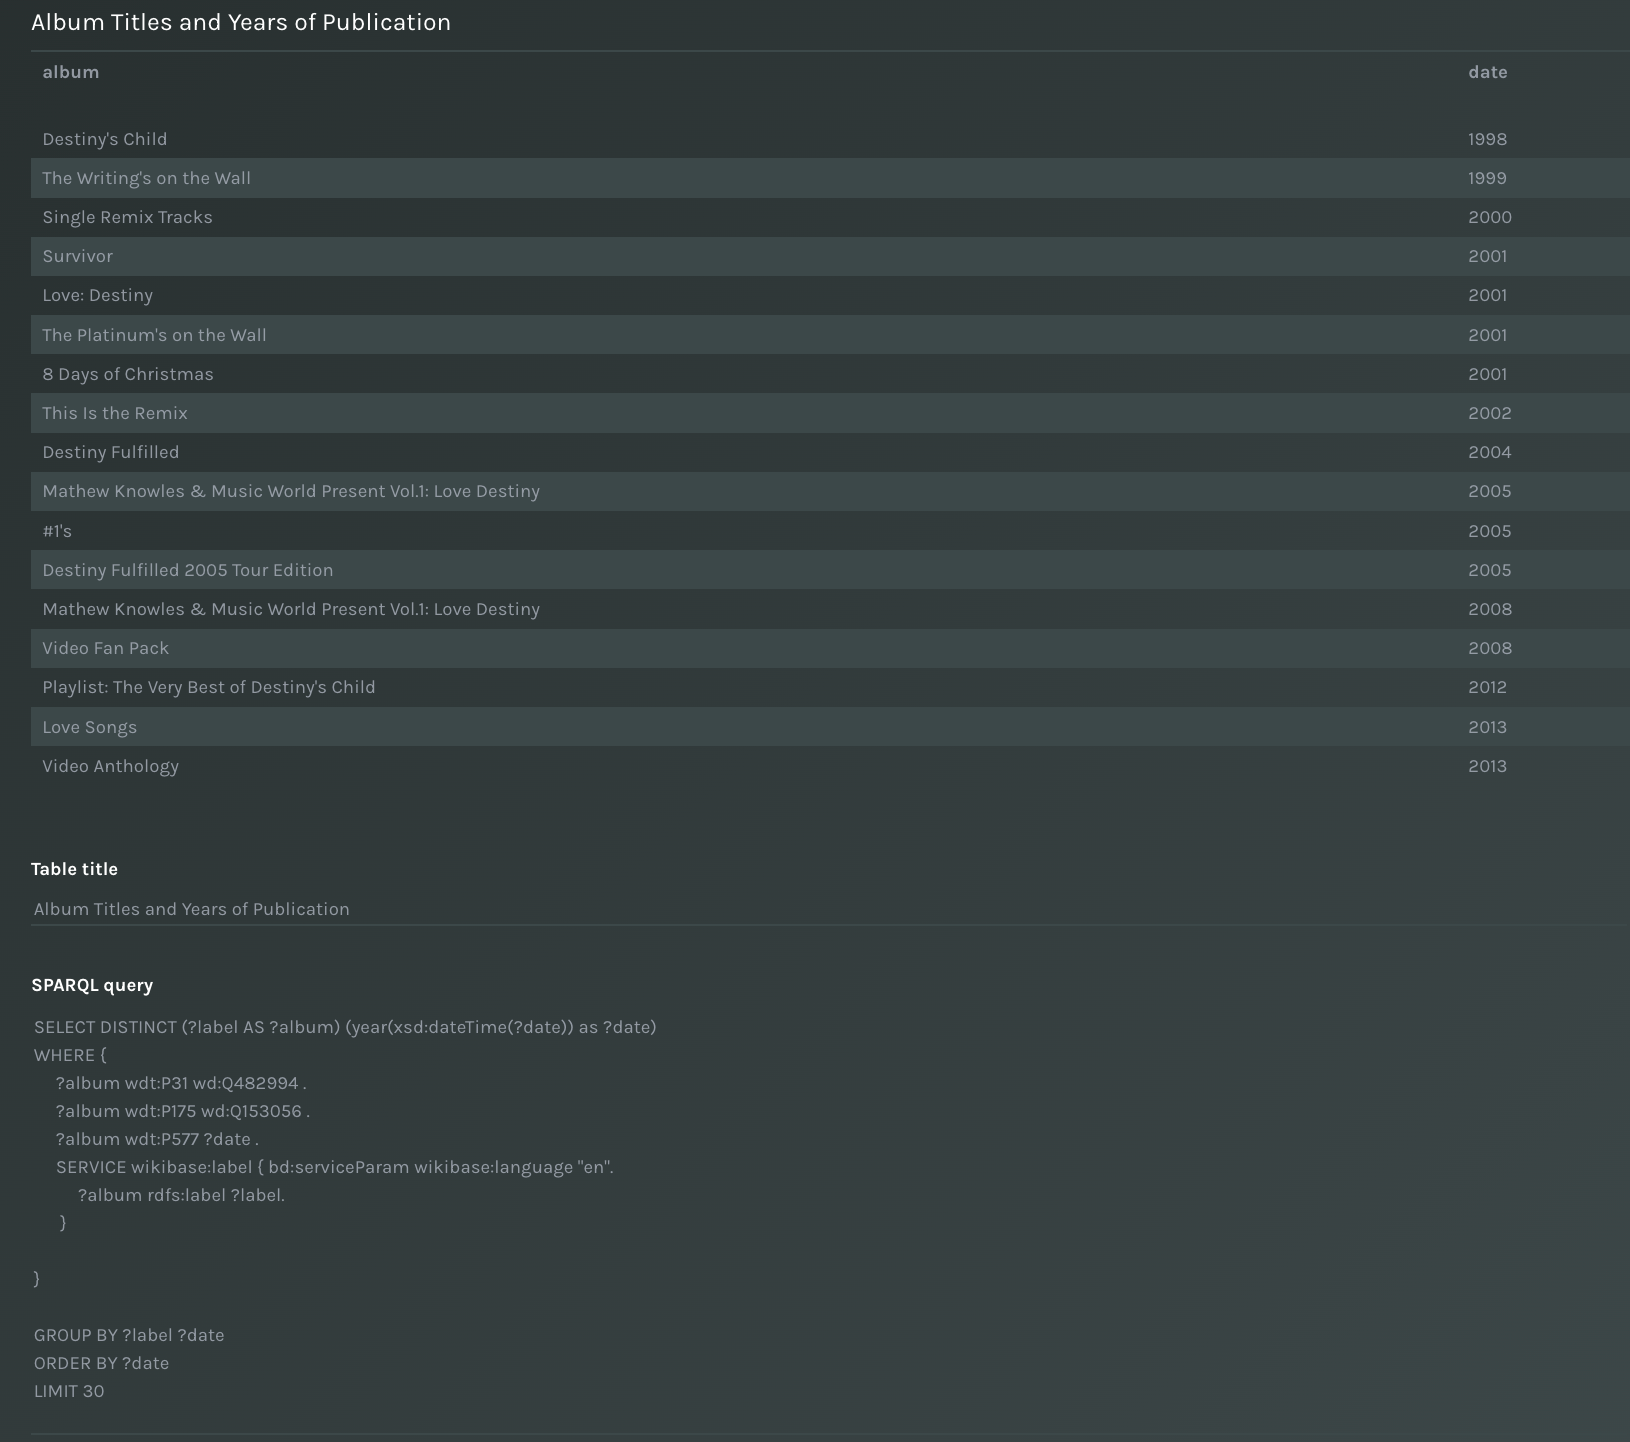 Album Titles and Years of Publication
album date
Destiny's Child 1998
The Writing's on the Wall 1999
Single Remix Tracks 2000
Survivor 2001
Love: Destiny 2001
The Platinum's on the Wall 2001
8 Days of Christmas 2001
This Is the Remix 2002
Destiny Fulfilled 2004
Mathew Knowles & Music World Present Vol.1: Love Destiny 2005
#1's 2005
Destiny Fulfilled 2005 Tour Edition 2005
Mathew Knowles & Music World Present Vol.1: Love Destiny 2008
Video Fan Pack 2008
Playlist: The Very Best of Destiny's Child 2012
Love Songs 2013
Video Anthology 2013
Table title
Album Titles and Years of Publication
SPARQL query
SELECT DISTINCT (?label AS ?album) (year(xsd:dateTime(?date)) as ?date)
WHERE {
?album wdt:P31 wd:Q482994 .
?album wdt:P175 wd:Q153056 .
?album wdt:P577 ?date .
SERVICE wikibase:label { bd:serviceParam wikibase:language "en".
?album rdfs:label ?label.
}
}
GROUP BY ?label ?date
ORDER BY ?date
LIMIT 30